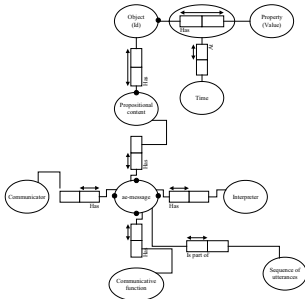 Object
(Id)
Property
(Value)
Has
At
Has
Time
Propositional
content
Has
Communicator
Has
ae-message
Has
Interpreter
Has
Is part of
Communicative
function
Sequence of
utterances